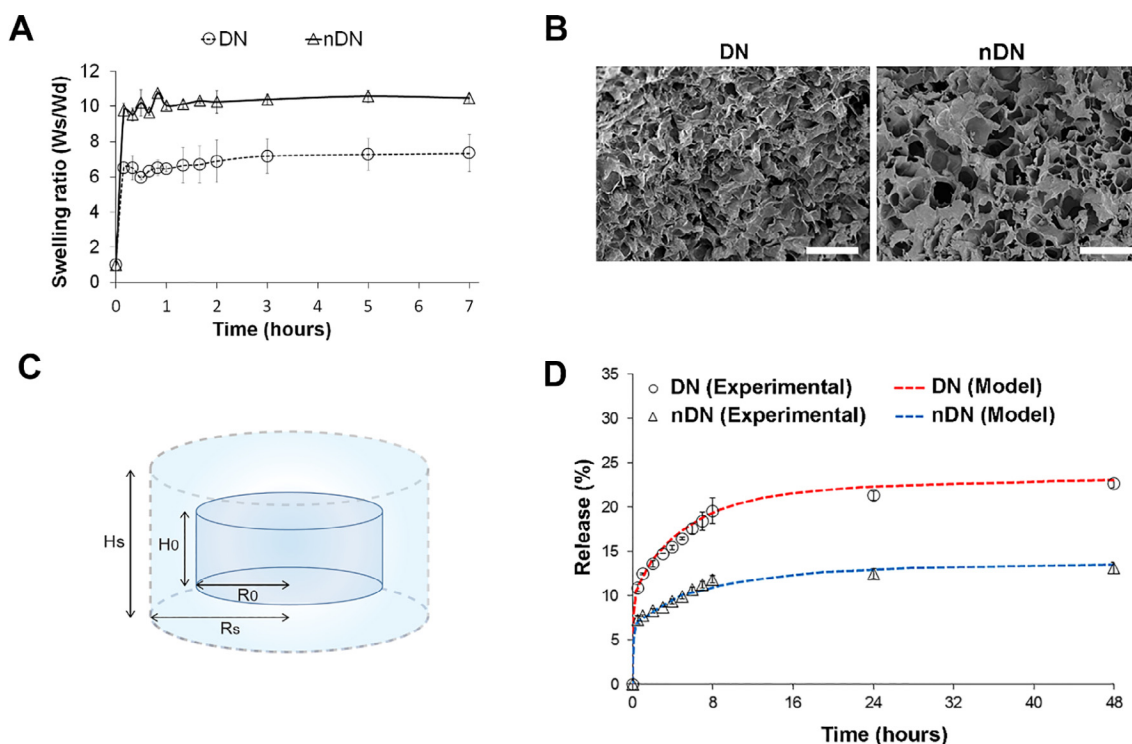 A
DN nDN
Swelling ratio (Ws/Wd)
12
10
8
6
4
2
0
0 1 2 3 4 5 6 7
Time (hours)
B
DN nDN
C
Hs
H0
R0
Rs
D
DN (Experimental) DN (Model)
nDN (Experimental) nDN (Model)
Release (%)
35
30
25
20
15
10
5
0
0 8 16 24 32 40 48
Time (hours)